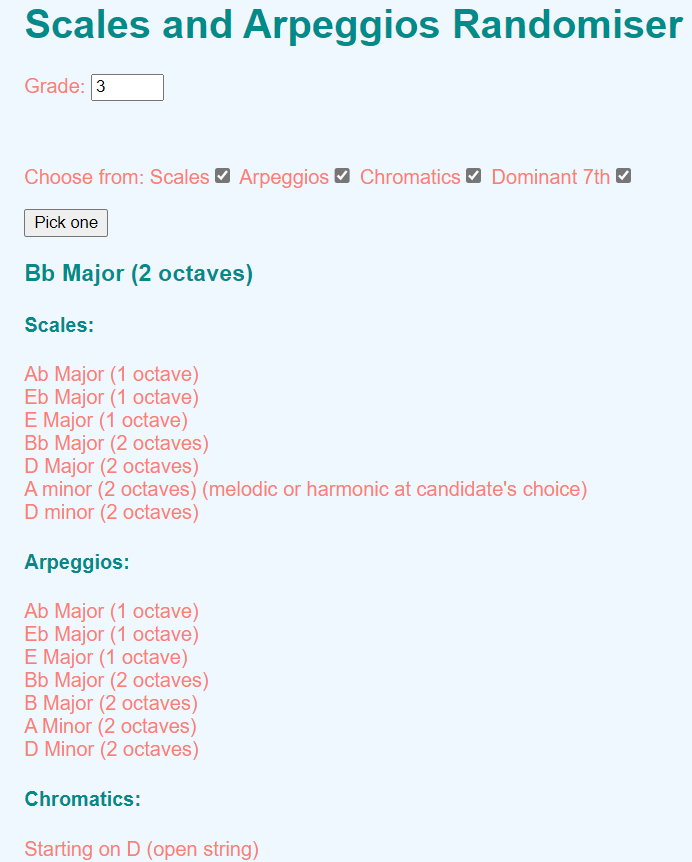 Scales and Arpeggios Randomiser
Grade: 3
Choose from: Scales Arpeggios Chromatics Dominant 7th
Pick one
Bb Major (2 octaves)
Scales:
Ab Major (1 octave)
Eb Major (1 octave)
E Major (1 octave)
Bb Major (2 octaves)
D Major (2 octaves)
A minor (2 octaves) (melodic or harmonic at candidate's choice)
D minor (2 octaves)
Arpeggios:
Ab Major (1 octave)
Eb Major (1 octave)
E Major (1 octave)
Bb Major (2 octaves)
B Major (2 octaves)
A Minor (2 octaves)
D Minor (2 octaves)
Chromatics:
Starting on D (open string)